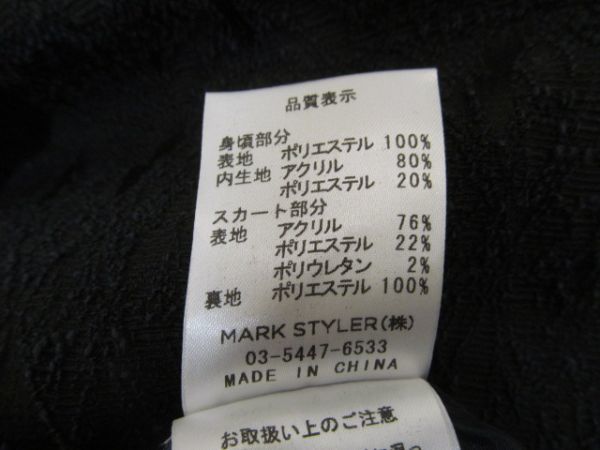 品質表示
身頃部分
表地 ポリエステル 100%
内生地 アクリル 80%
ポリエステル 20%
スカート部分
表地 アクリル 76%
ポリエステル 22%
ポリウレタン 2%
裏地 ポリエステル 100%
MARK STYLER(株)
03-5447-6533
MADE IN CHINA
お取扱い上のご注意